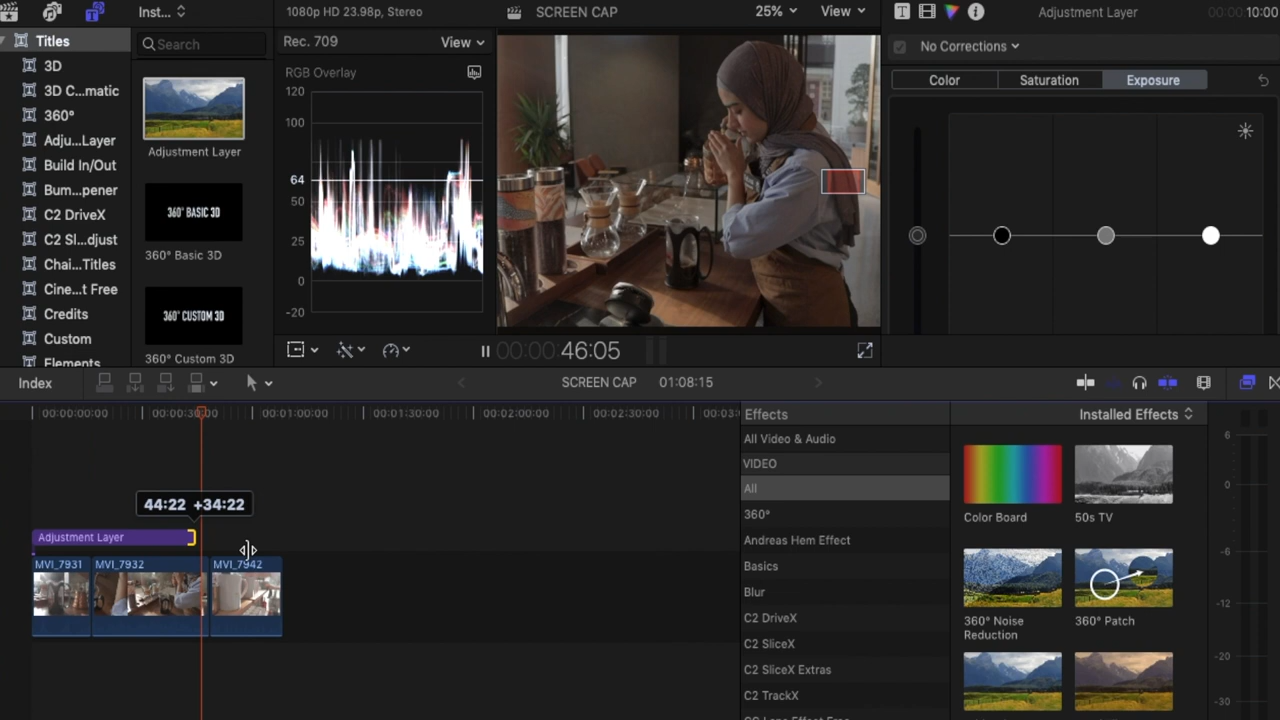 Inst...
1080p HD 23.98p, Stereo
SCREEN CAP
25%
View
Adjustment Layer
00:00:10:00
Titles
3D
3D C...matic
360°
Adju...Layer
Build In/Out
Bum...pener
C2 DriveX
C2 Sl...djust
Chai...Titles
Cine...t Free
Credits
Custom
Elements
Search
Adjustment Layer
360° BASIC 3D
360° Basic 3D
360° CUSTOM 3D
360° Custom 3D
Rec. 709
View
RGB Overlay
120
100
64
50
25
0
-20
00:00:46:05
No Corrections
Color
Saturation
Exposure
Index
SCREEN CAP
01:08:15
00:00:00:00
00:00:30:00
00:01:00:00
00:01:30:00
00:02:00:00
00:02:30:00
00:03:
44:22 +34:22
Adjustment Layer
MVI_7931
MVI_7932
MVI_7942
Effects
All Video & Audio
VIDEO
All
360°
Andreas Hem Effect
Basics
Blur
C2 DriveX
C2 SliceX
C2 SliceX Extras
C2 TrackX
Installed Effects
Color Board
50s TV
360° Noise
Reduction
360° Patch
6
0
-6
-12
-20
-30